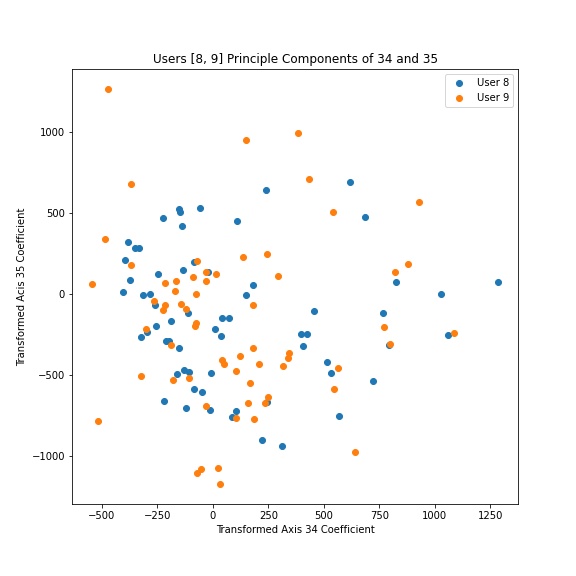 Users [8, 9] Principle Components of 34 and 35
User 8
User 9
1000
500
0
−500
−1000
Transformed Acis 35 Coefficient
−500
−250
0
250
500
750
1000
1250
Transformed Axis 34 Coefficient